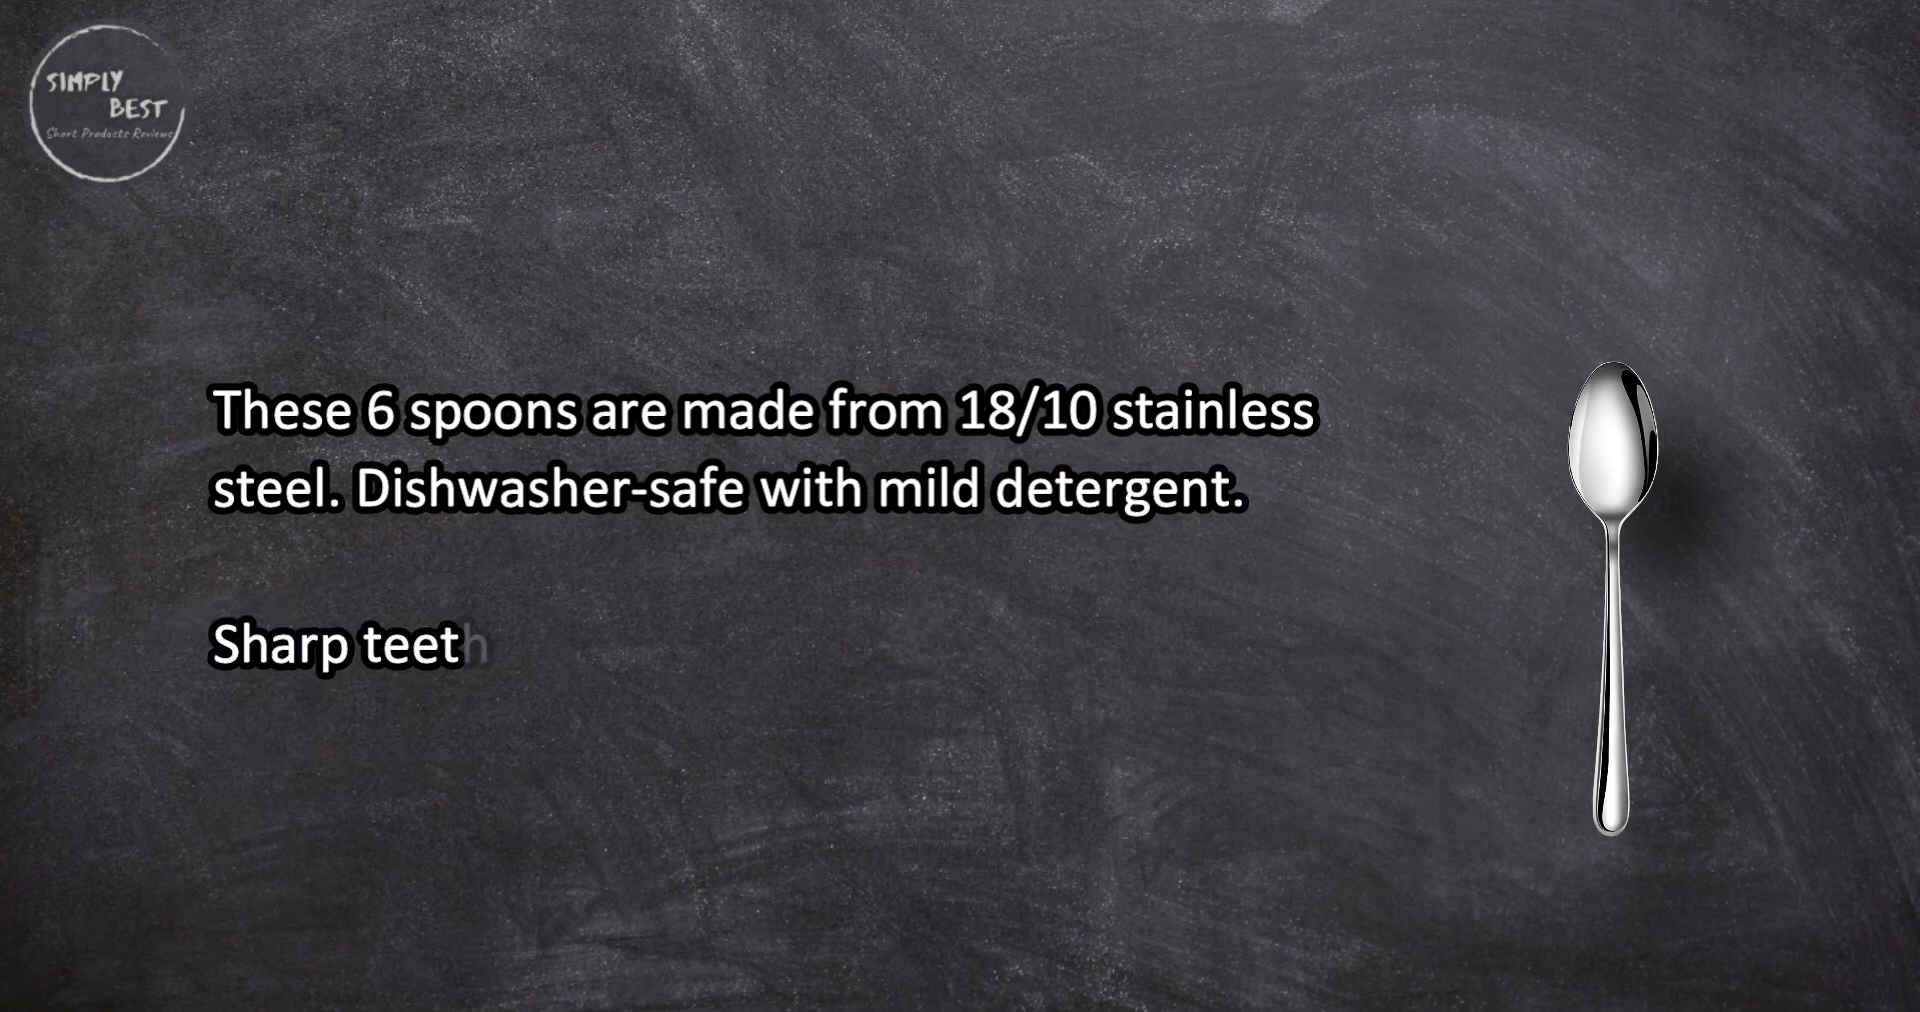 SIMPLY
BEST
Short Products Reviews
These 6 spoons are made from 18/10 stainless
steel. Dishwasher-safe with mild detergent.
Sharp teeth